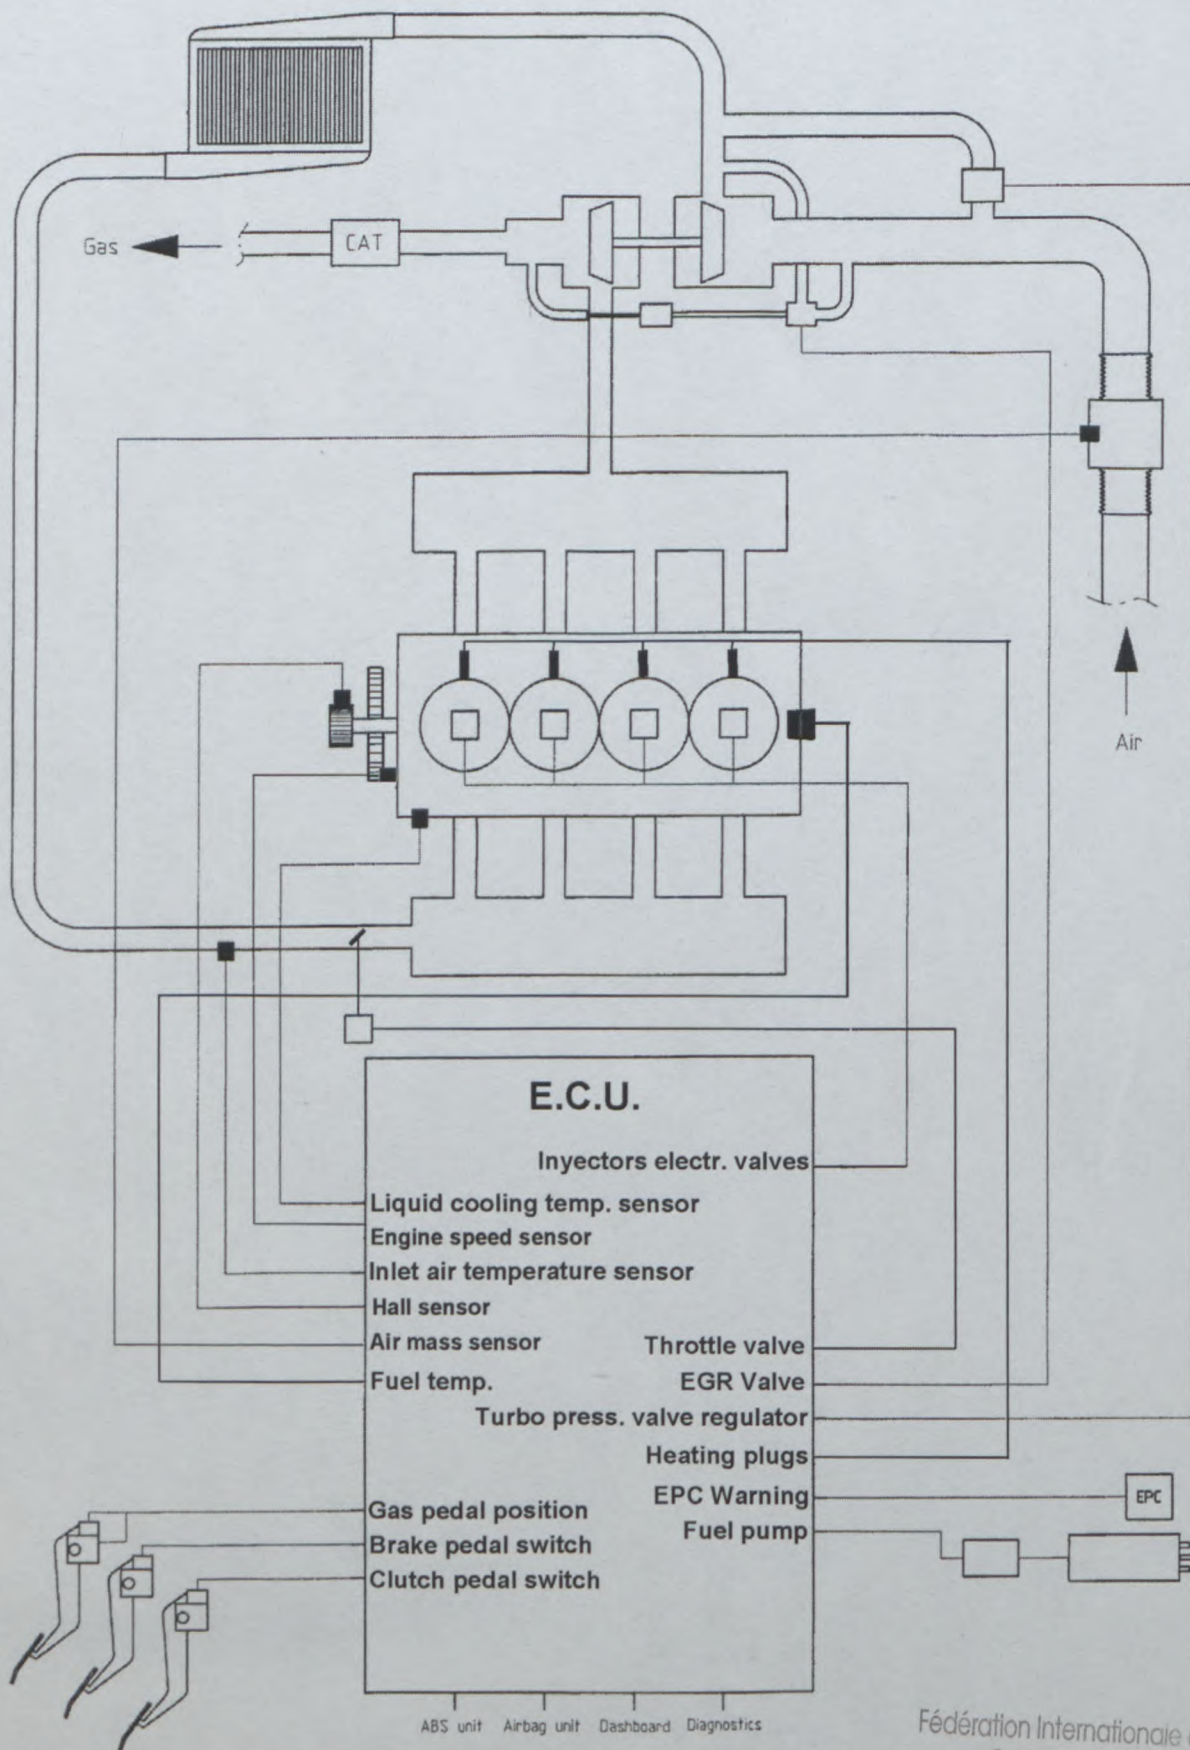 Gas
CAT
Air
E.C.U.
Inyectors electr. valves
Liquid cooling temp. sensor
Engine speed sensor
Inlet air temperature sensor
Hall sensor
Air mass sensor
Throttle valve
Fuel temp.
EGR Valve
Turbo press. valve regulator
Heating plugs
EPC Warning
EPC
Gas pedal position
Fuel pump
Brake pedal switch
Clutch pedal switch
ABS unit Airbag unit Dashboard Diagnostics
Fédération Internationale